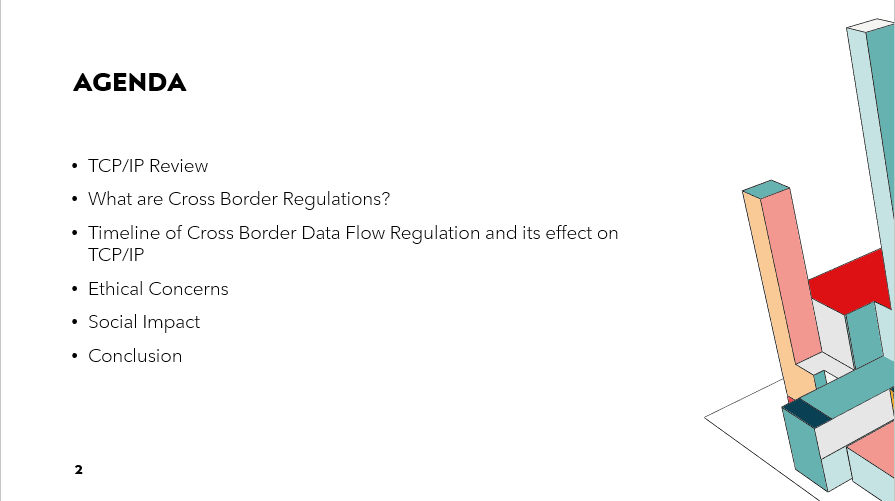 AGENDA
• TCP/IP Review
• What are Cross Border Regulations?
• Timeline of Cross Border Data Flow Regulation and its effect on
TCP/IP
• Ethical Concerns
• Social Impact
• Conclusion
2